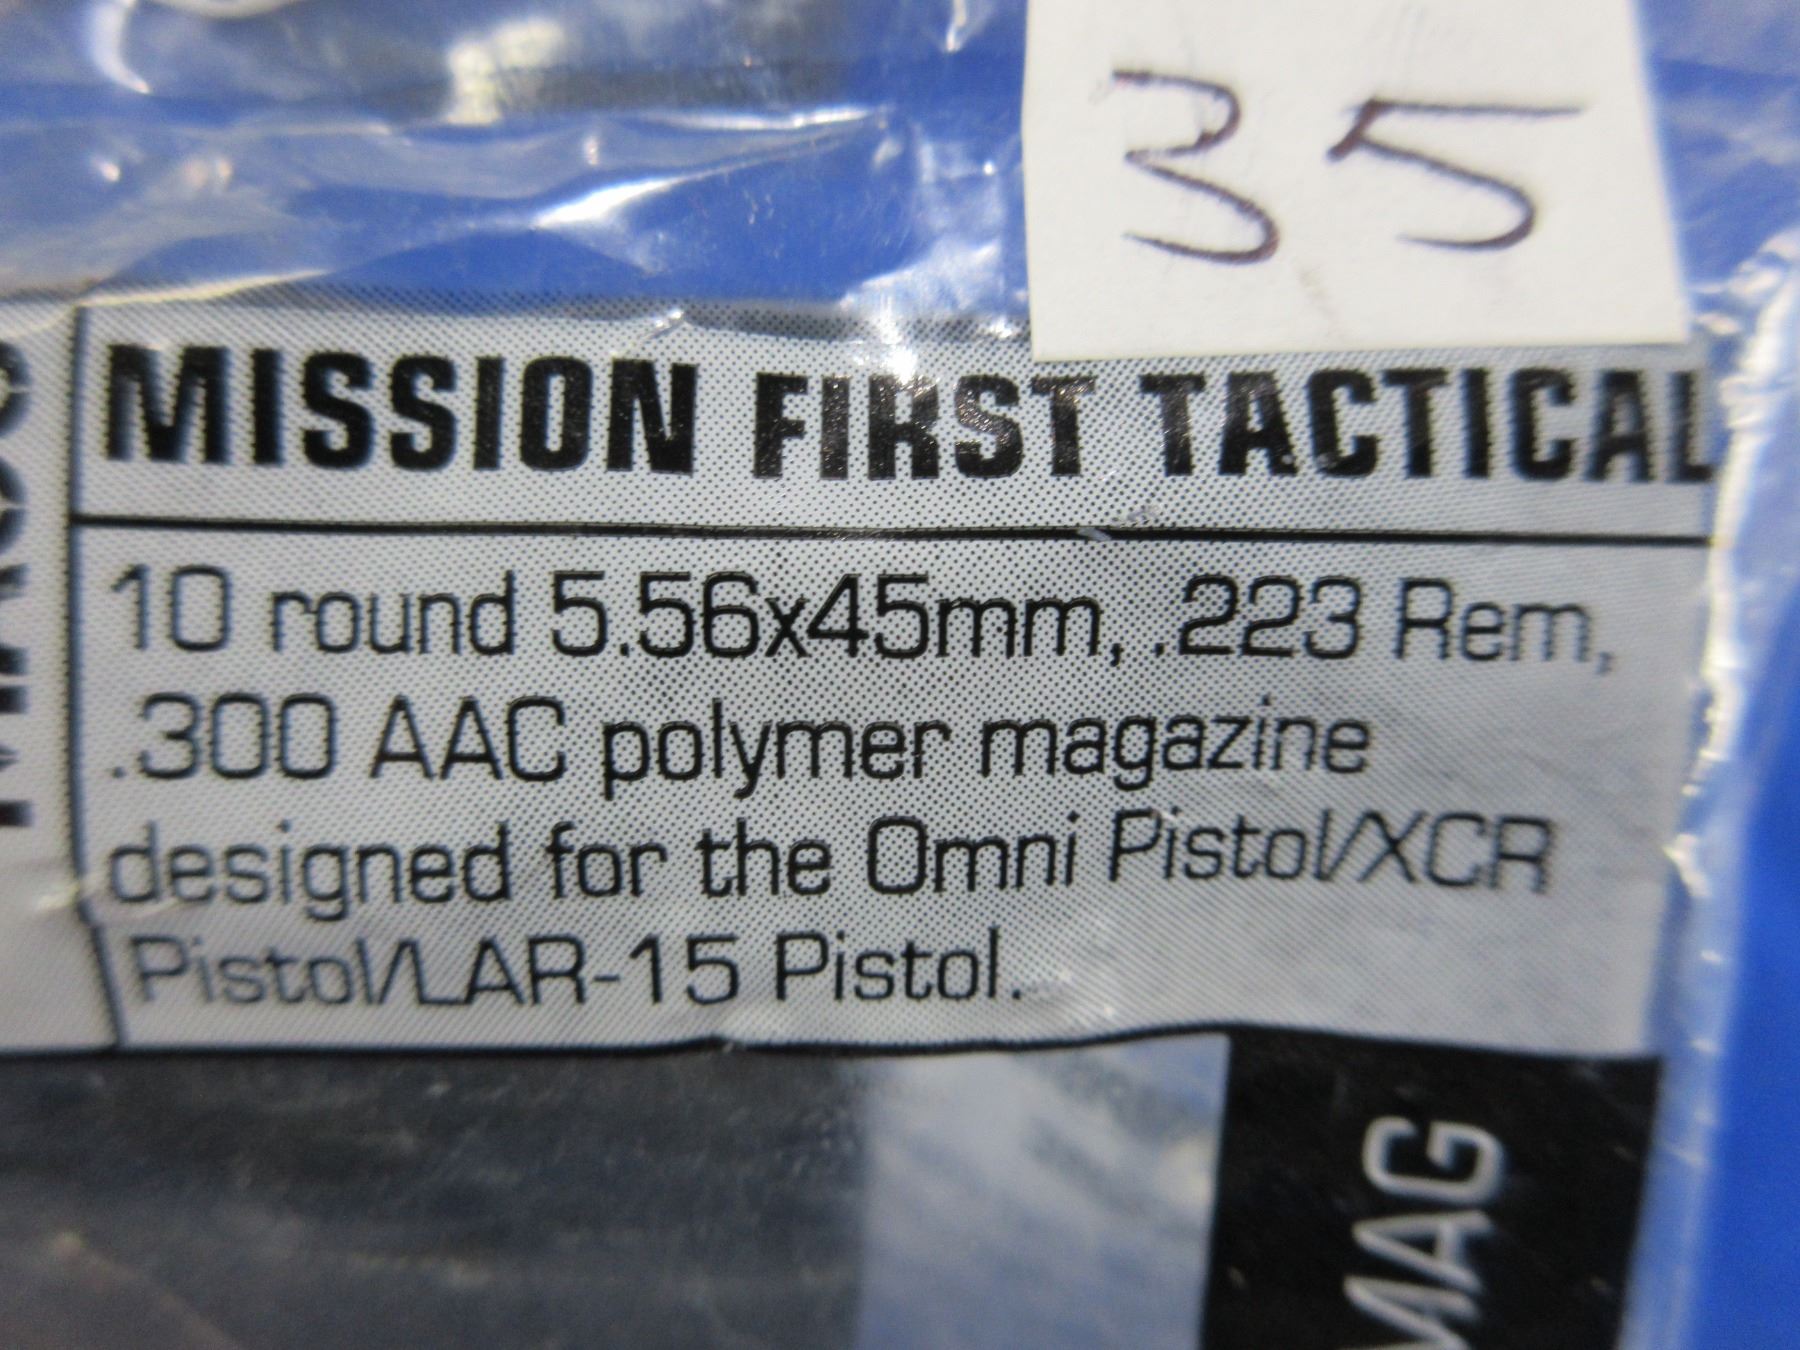 35
MISSION FIRST TACTICAL
10 round 5.56x45mm, .223 Rem,
.300 AAC polymer magazine
designed for the Omni Pistol/XCR
Pistol/LAR-15 Pistol.
MAG